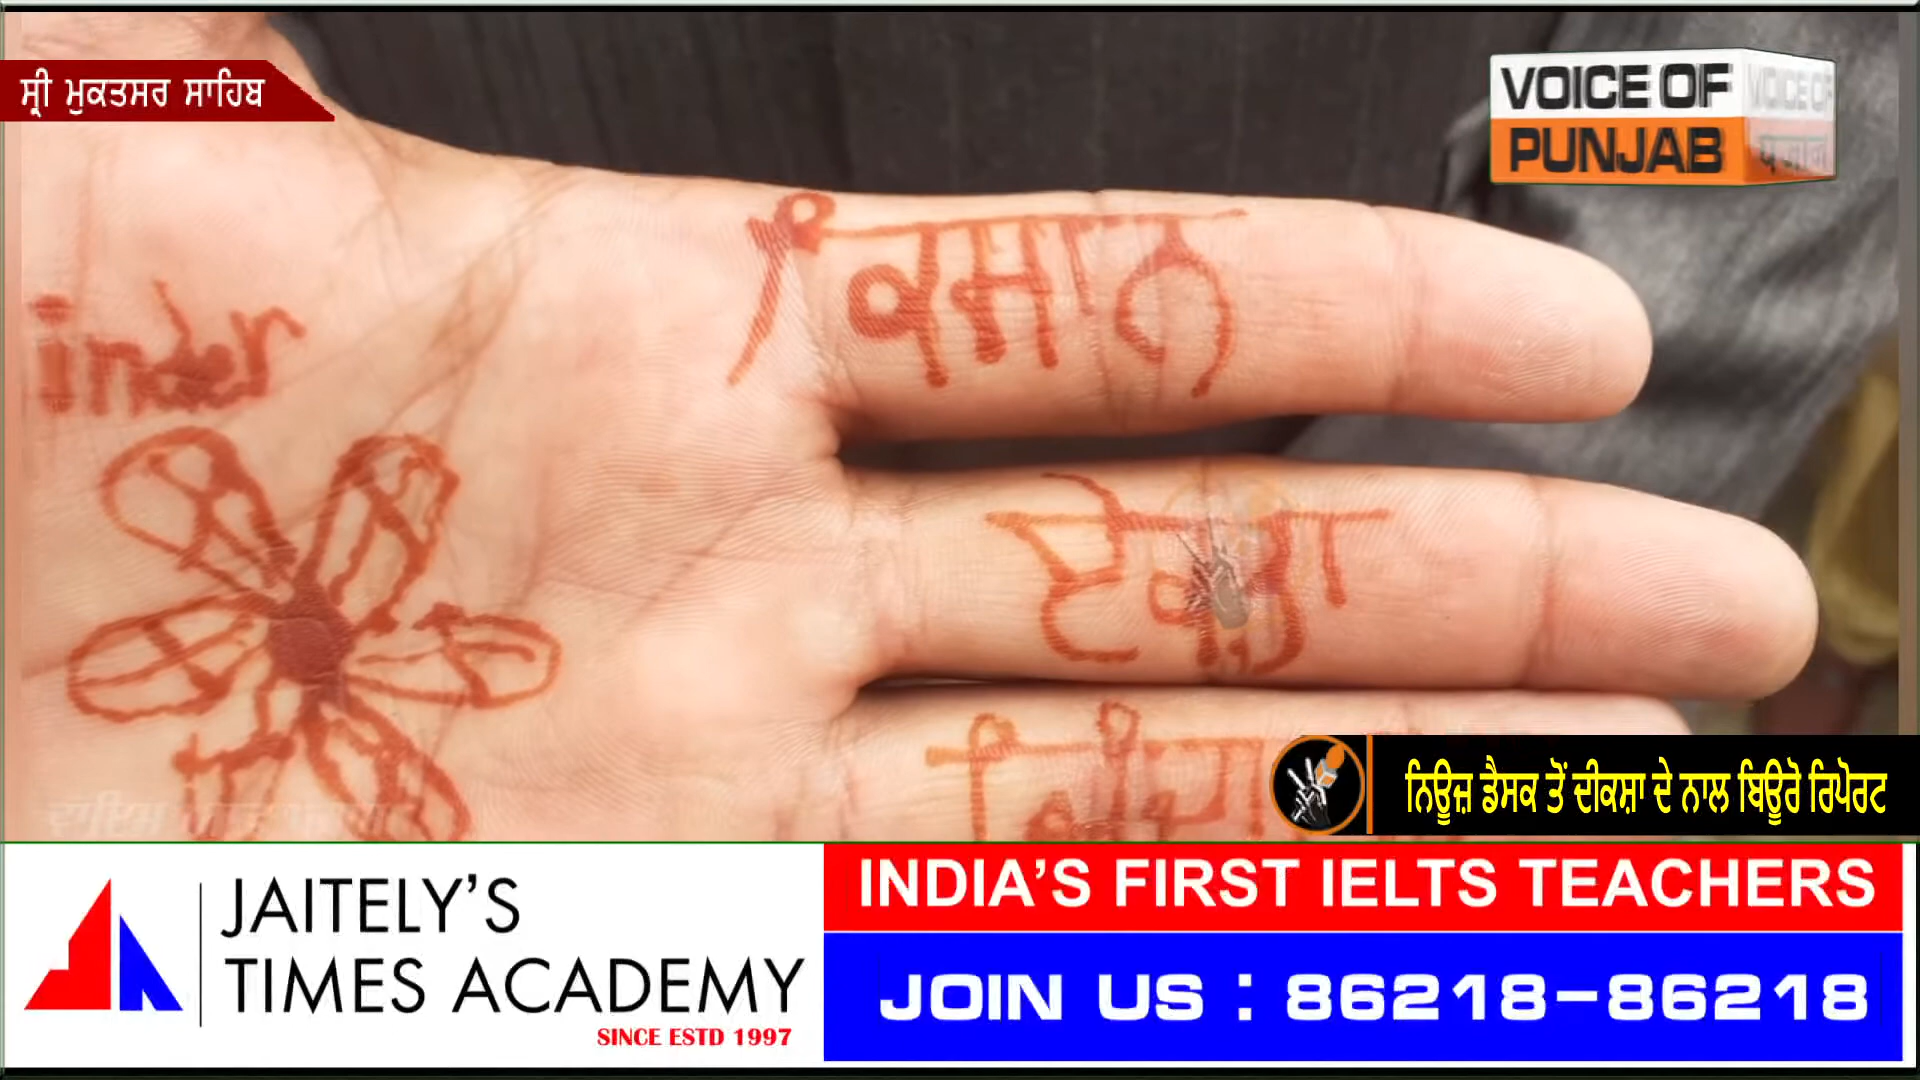 ਸ੍ਰੀ ਮੁਕਤਸਰ ਸਾਹਿਬ
VOICE OF
PUNJAB
ਕਿਸਾਨ
inder
ਏਕਤਾ
ਨਿਊਜ਼ ਡੈਸਕ ਤੋਂ ਦੀਕਸ਼ਾ ਦੇ ਨਾਲ ਬਿਊਰੋ ਰਿਪੋਰਟ
JAITELY'S
TIMES ACADEMY
SINCE ESTD 1997
INDIA'S FIRST IELTS TEACHERS
JOIN US : 86218-86218